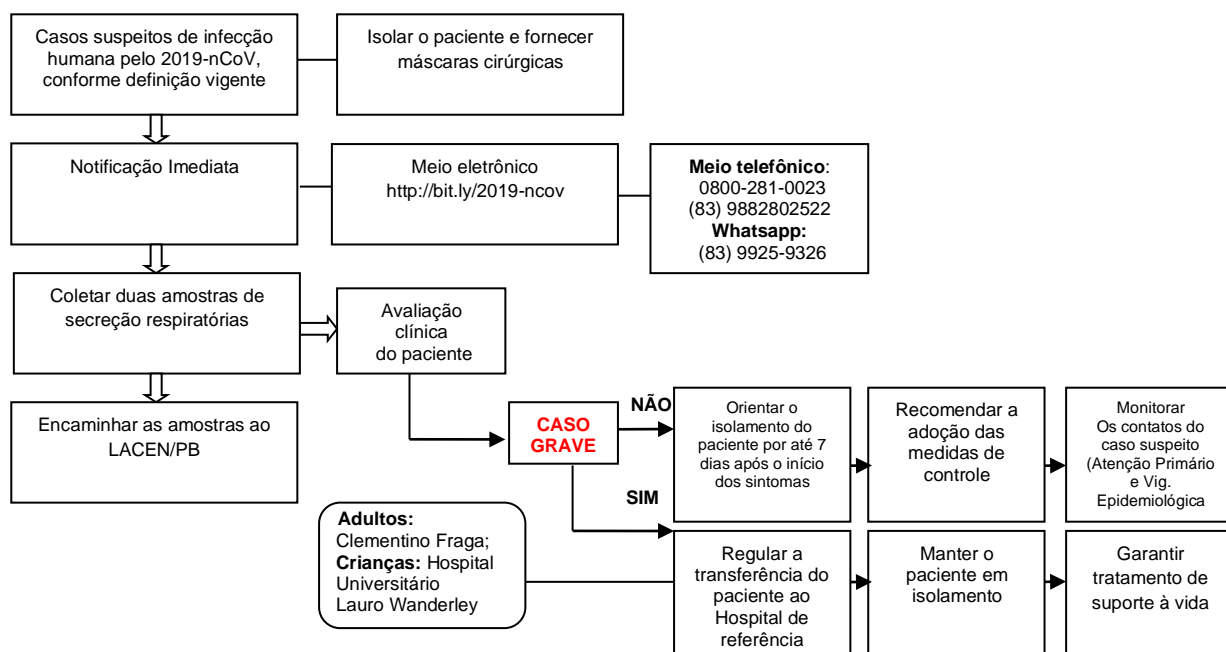 Casos suspeitos de infecção
humana pelo 2019-nCoV,
conforme definição vigente
Isolar o paciente e fornecer
máscaras cirúrgicas
Notificação Imediata
Meio eletrônico
http://bit.ly/2019-ncov
Meio telefônico:
0800-281-0023
(83) 9882802522
Whatsapp:
(83) 9925-9326
Coletar duas amostras de
secreção respiratórias
Avaliação
clínica
do paciente
Encaminhar as amostras ao
LACEN/PB
CASO
GRAVE
NÃO
Orientar o
isolamento do
paciente por até 7
dias após o início
dos sintomas
Recomendar a
adoção das
medidas de
controle
Monitorar
Os contatos do
caso suspeito
(Atenção Primário
e Vig.
Epidemiológica
SIM
Adultos:
Clementino Fraga;
Crianças: Hospital
Universitário
Lauro Wanderley
Regular a
transferência do
paciente ao
Hospital de
referência
Manter o
paciente em
isolamento
Garantir
tratamento de
suporte à vida